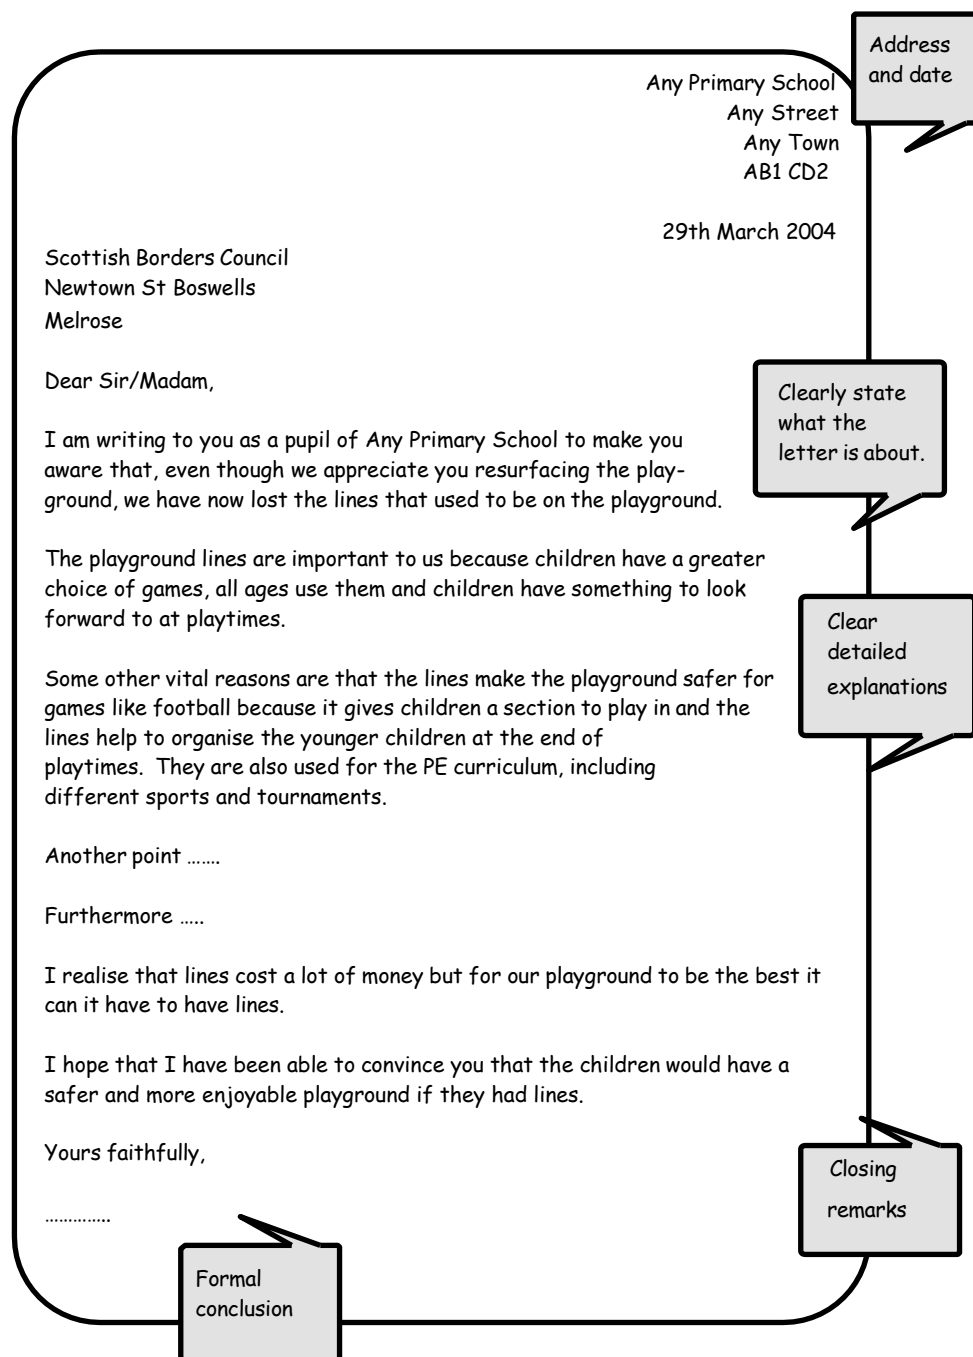 Address
and date
Any Primary School
Any Street
Any Town
AB1 CD2
29th March 2004
Scottish Borders Council
Newtown St Boswells
Melrose
Dear Sir/Madam,
Clearly state
what the
letter is about.
I am writing to you as a pupil of Any Primary School to make you
aware that, even though we appreciate you resurfacing the play-
ground, we have now lost the lines that used to be on the playground.
The playground lines are important to us because children have a greater
choice of games, all ages use them and children have something to look
forward to at playtimes.
Clear
detailed
explanations
Some other vital reasons are that the lines make the playground safer for
games like football because it gives children a section to play in and the
lines help to organise the younger children at the end of
playtimes.  They are also used for the PE curriculum, including
different sports and tournaments.
Another point .......
Furthermore .....
I realise that lines cost a lot of money but for our playground to be the best it
can it have to have lines.
I hope that I have been able to convince you that the children would have a
safer and more enjoyable playground if they had lines.
Yours faithfully,
..............
Closing
remarks
Formal
conclusion